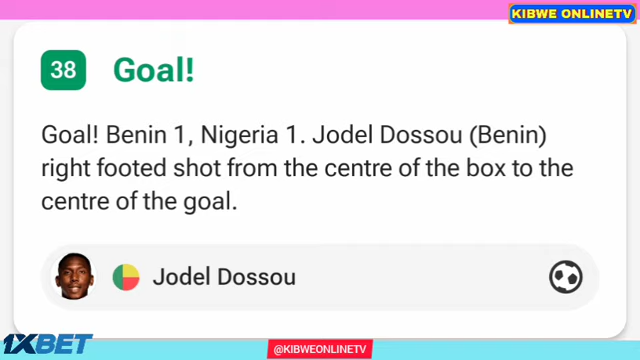 KIBWE ONLINETV
38 Goal!
Goal! Benin 1, Nigeria 1. Jodel Dossou (Benin)
right footed shot from the centre of the box to the
centre of the goal.
Jodel Dossou
1XBET
@KIBWEONLINETV